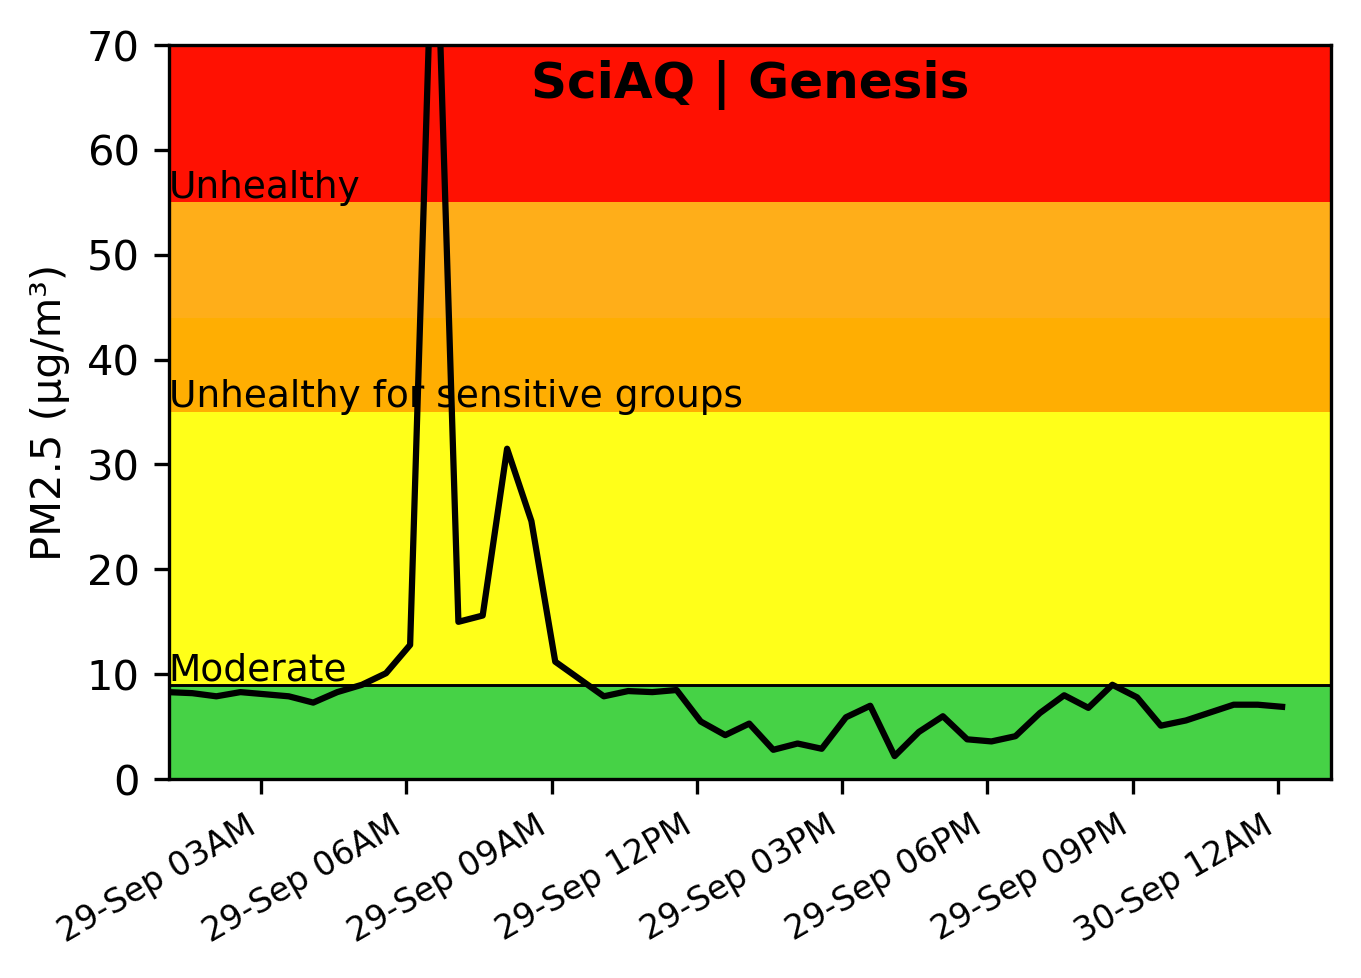 SciAQ | Genesis
PM2.5 (µg/m³)
70
60
50
40
30
20
10
0
Unhealthy
Unhealthy for sensitive groups
Moderate
29-Sep 03AM
29-Sep 06AM
29-Sep 09AM
29-Sep 12PM
29-Sep 03PM
29-Sep 06PM
29-Sep 09PM
30-Sep 12AM